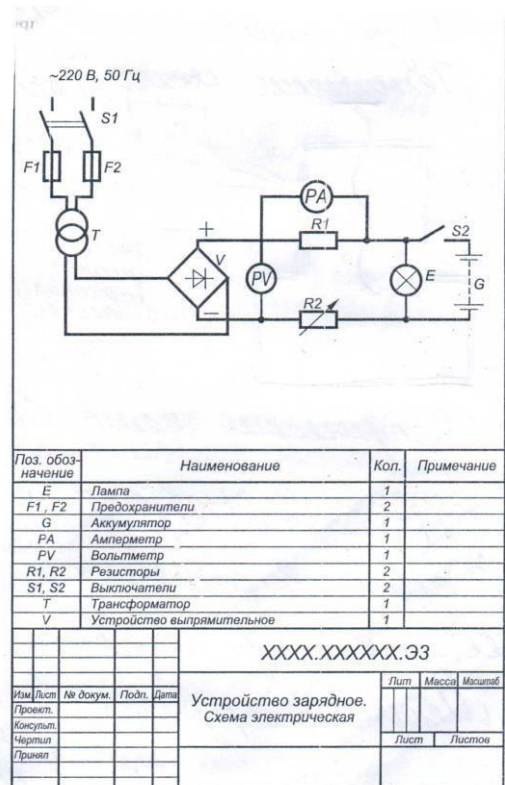 ~220 В, 50 Гц
S1
F1 F2
T
PA
R1
+ V
PV
S2
E
G
R2
−
Поз. обоз-
начение Наименование Кол. Примечание
E Лампа 1
F1 , F2 Предохранители 2
G Аккумулятор 1
PA Амперметр 1
PV Вольтметр 1
R1, R2 Резисторы 2
S1, S2 Выключатели 2
T Трансформатор 1
V Устройство выпрямительное 1
XXXX.XXXXXX.ЭЗ
Изм. Лист № докум. Подп. Дата
Проект.
Консульт.
Чертил
Принял
Устройство зарядное.
Схема электрическая
Лит Масса Масштаб
Лист Листов